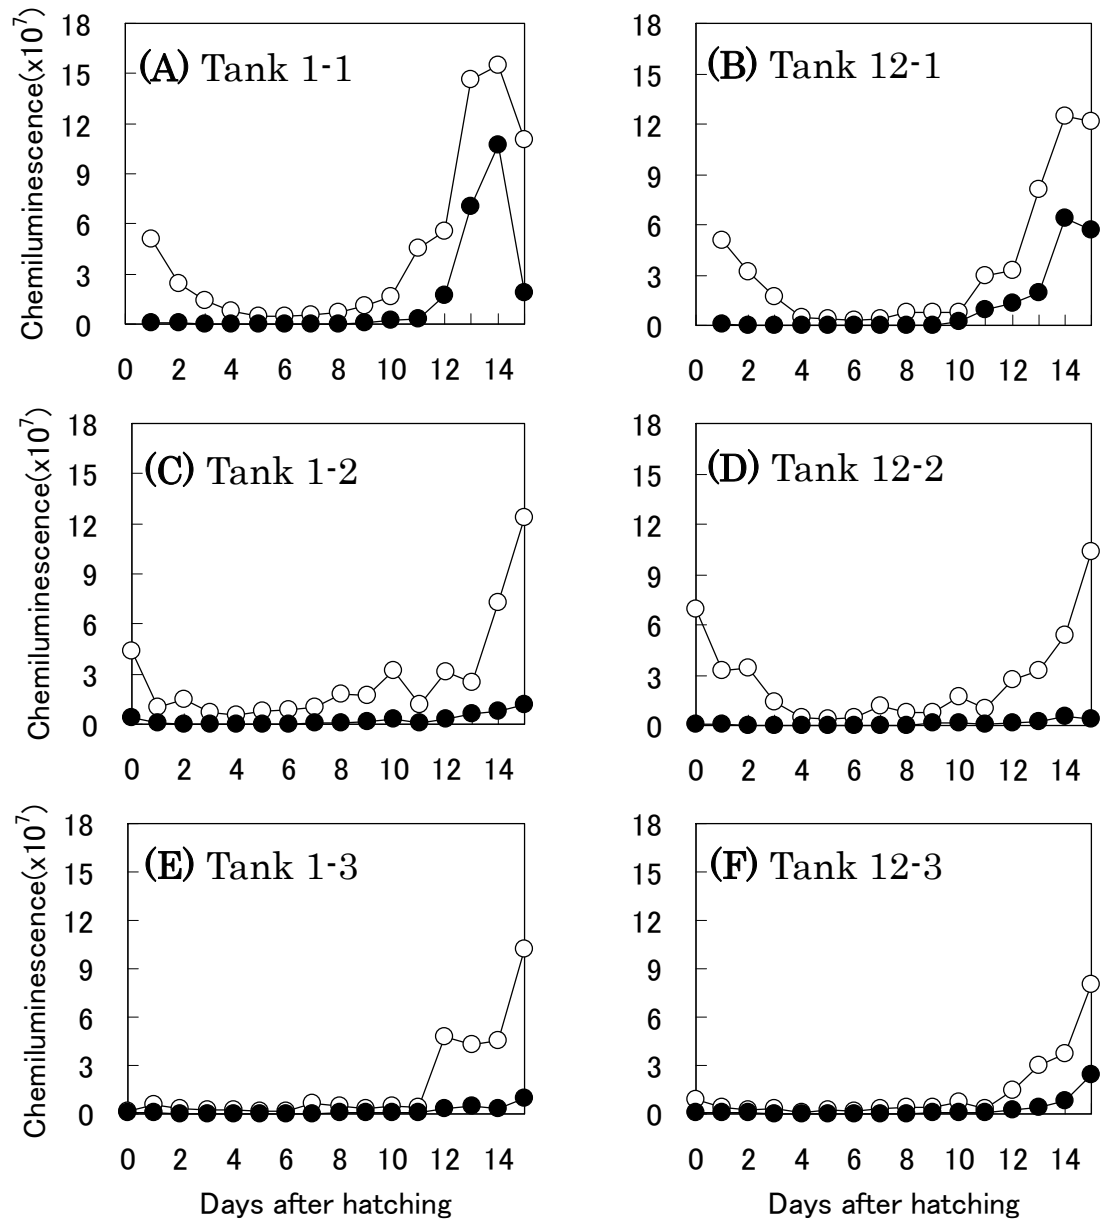 Chemiluminescence(x10⁷)
18
15
12
9
6
3
0
(A) Tank 1-1
0 2 4 6 8 10 12 14
18
15
12
9
6
3
0
(B) Tank 12-1
0 2 4 6 8 10 12 14
Chemiluminescence(x10⁷)
18
15
12
9
6
3
0
(C) Tank 1-2
0 2 4 6 8 10 12 14
18
15
12
9
6
3
0
(D) Tank 12-2
0 2 4 6 8 10 12 14
Chemiluminescence(x10⁷)
18
15
12
9
6
3
0
(E) Tank 1-3
0 2 4 6 8 10 12 14
Days after hatching
18
15
12
9
6
3
0
(F) Tank 12-3
0 2 4 6 8 10 12 14
Days after hatching